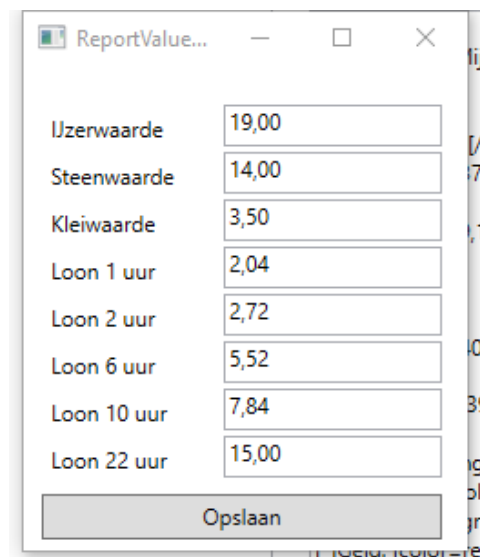 ReportValue...
IJzerwaarde 19,00
Steenwaarde 14,00
Kleiwaarde 3,50
Loon 1 uur 2,04
Loon 2 uur 2,72
Loon 6 uur 5,52
Loon 10 uur 7,84
Loon 22 uur 15,00
Opslaan